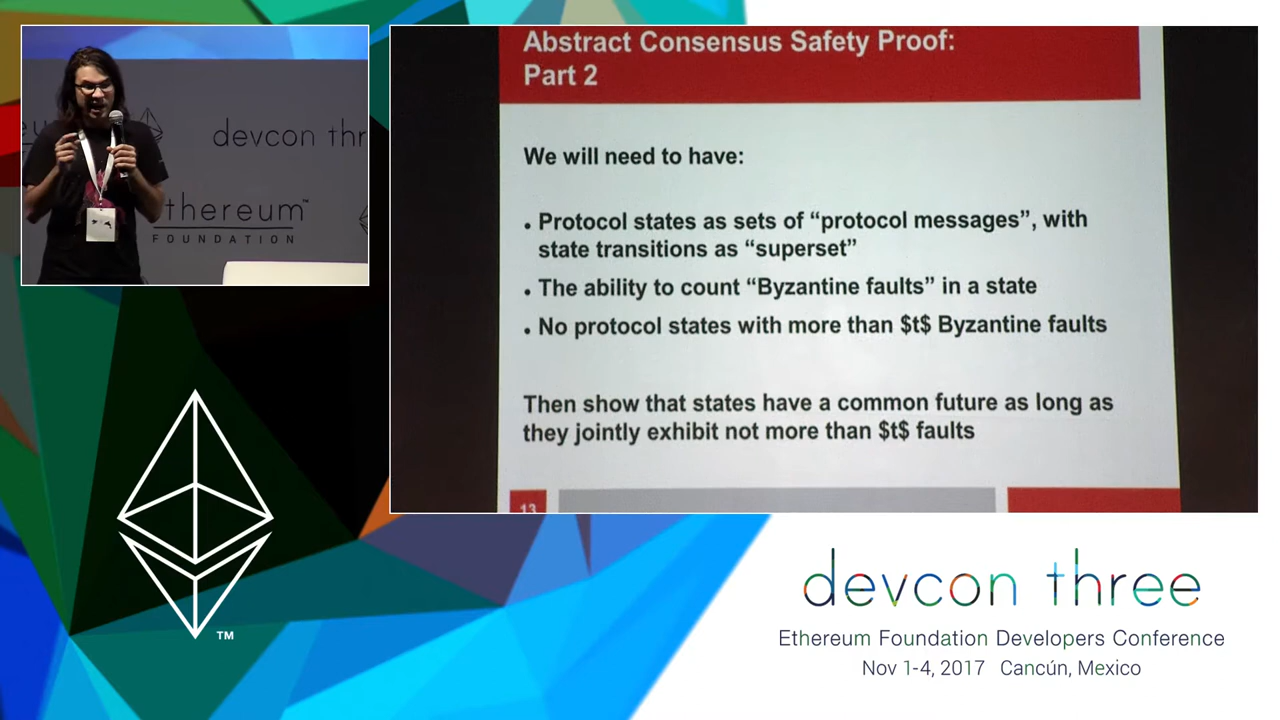 devcon thr
thereum™
FOUNDATION
Abstract Consensus Safety Proof:
Part 2
We will need to have:
• Protocol states as sets of “protocol messages”, with
state transitions as “superset”
• The ability to count “Byzantine faults” in a state
• No protocol states with more than $t$ Byzantine faults
Then show that states have a common future as long as
they jointly exhibit not more than $t$ faults
13
TM
devcon three
Ethereum Foundation Developers Conference
Nov 1-4, 2017 Cancún, Mexico